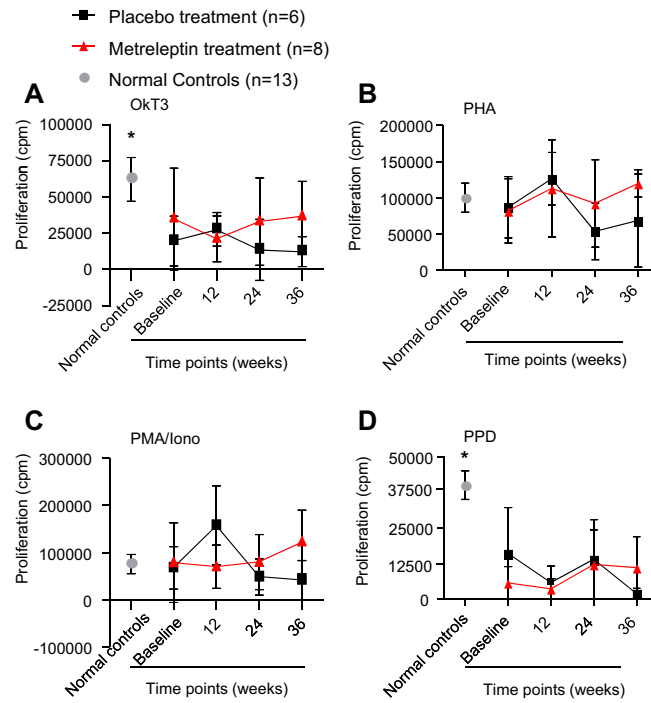 Placebo treatment (n=6)
Metreleptin treatment (n=8)
Normal Controls (n=13)
A
OkT3
Proliferation (cpm)
100000
75000
50000
25000
0
-25000
*
Normal controls
Baseline
12
24
36
Time points (weeks)
B
PHA
Proliferation (cpm)
200000
150000
100000
50000
0
Normal controls
Baseline
12
24
36
Time points (weeks)
C
PMA/Iono
Proliferation (cpm)
300000
200000
100000
0
-100000
Normal controls
Baseline
12
24
36
Time points (weeks)
D
PPD
Proliferation (cpm)
50000
37500
25000
12500
0
*
Normal controls
Baseline
12
24
36
Time points (weeks)